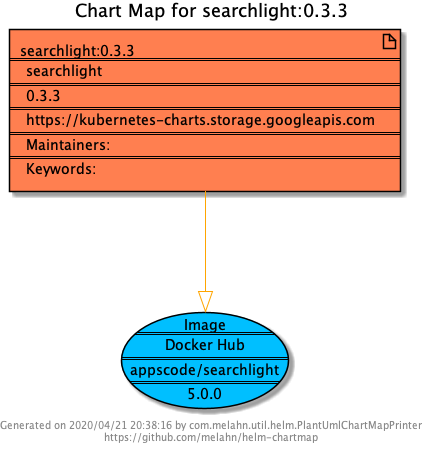 Chart Map for searchlight:0.3.3
searchlight:0.3.3
searchlight
0.3.3
https://kubernetes-charts.storage.googleapis.com
Maintainers:
Keywords:
Image
Docker Hub
appscode/searchlight
5.0.0
Generated on 2020/04/21 20:38:16 by com.melahn.util.helm.PlantUmlChartMapPrinter
https://github.com/melahn/helm-chartmap